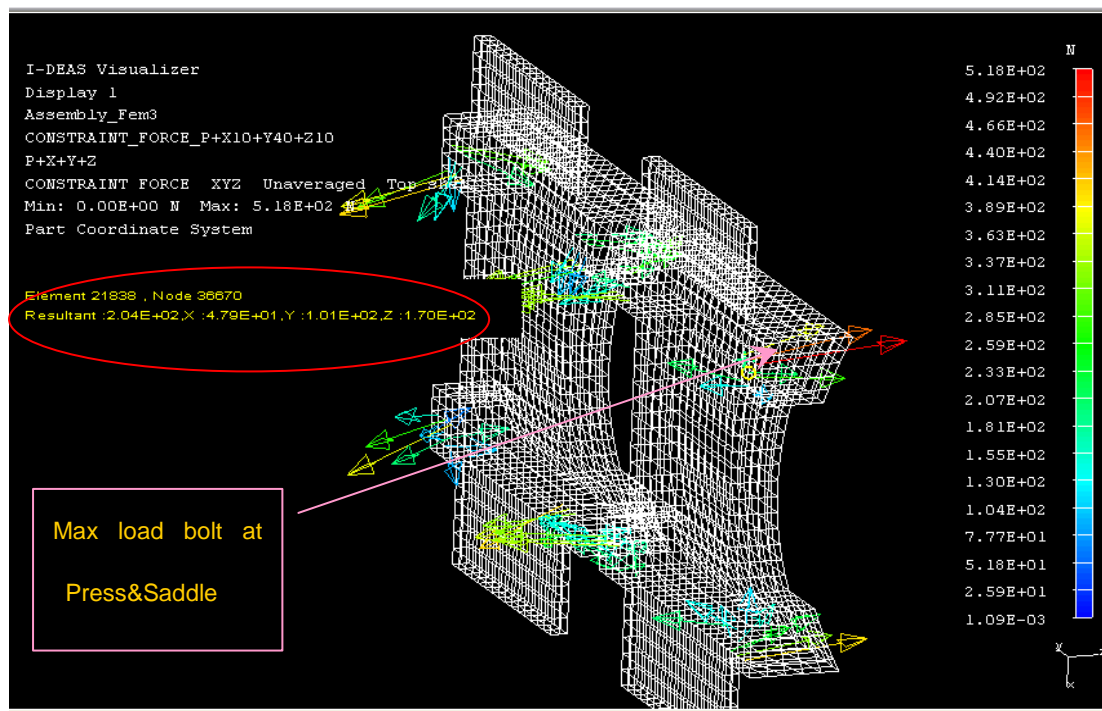 I-DEAS Visualizer
Display 1
Assembly_Fem3
CONSTRAINT_FORCE_P+X10+Y40+Z10
P+X+Y+Z
CONSTRAINT FORCE XYZ Unaveraged Top
Min: 0.00E+00 N Max: 5.18E+02 N
Part Coordinate System
Element 21838 , Node 36670
Resultant :2.04E+02,X :4.79E+01,Y :1.01E+02,Z :1.70E+02
Max load bolt at
Press&Saddle
N
5.18E+02
4.92E+02
4.66E+02
4.40E+02
4.14E+02
3.89E+02
3.63E+02
3.37E+02
3.11E+02
2.85E+02
2.59E+02
2.33E+02
2.07E+02
1.81E+02
1.55E+02
1.30E+02
1.04E+02
7.77E+01
5.18E+01
2.59E+01
1.09E-03